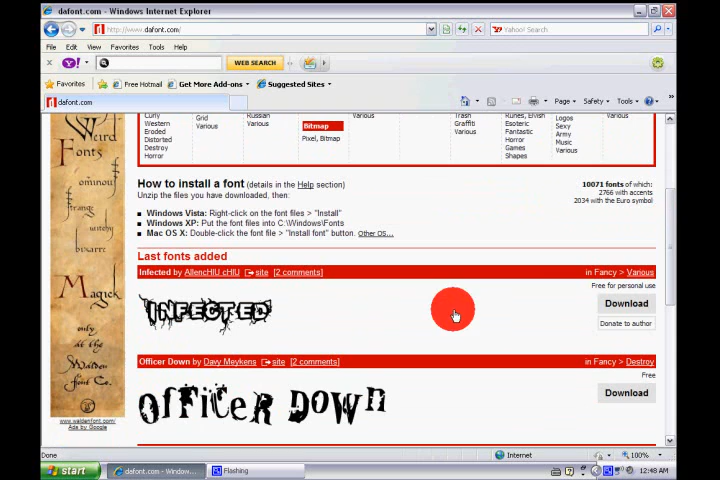 dafont.com - Windows Internet Explorer
http://www.dafont.com/
Yahoo! Search
File Edit View Favorites Tools Help
WEB SEARCH
Favorites Free Hotmail Get More Add-ons Suggested Sites
dafont.com
Page Safety Tools
Curly
Western
Eroded
Distorted
Destroy
Horror
Grid
Various
Russian
Various
Bitmap
Pixel, Bitmap
Various
Trash
Graffiti
Various
Runes, Elvish
Esoteric
Fantastic
Horror
Games
Shapes
Logos
Sexy
Army
Music
Various
Various
Weird
Fonts
ominous
strange
witchy
bizarre
Magick
only
at the
Walden
Font Co.
www.waldenfont.com/
Ads by Google
How to install a font (details in the Help section)
Unzip the files you have downloaded, then:
Windows Vista: Right-click on the font files > "Install"
Windows XP: Put the font files into C:\Windows\Fonts
Mac OS X: Double-click the font file > "Install font" button. Other OS...
10071 fonts of which:
2766 with accents
2034 with the Euro symbol
Last fonts added
Infected by AllencHIU cHIU site [2 comments] in Fancy > Various
Free for personal use
INFECTED
Download
Donate to author
Officer Down by Davy Meykens site [2 comments] in Fancy > Destroy
Free
OfFiCeR DoWn
Download
Done Internet 100%
start dafont.com - Window... Flashing 12:48 AM